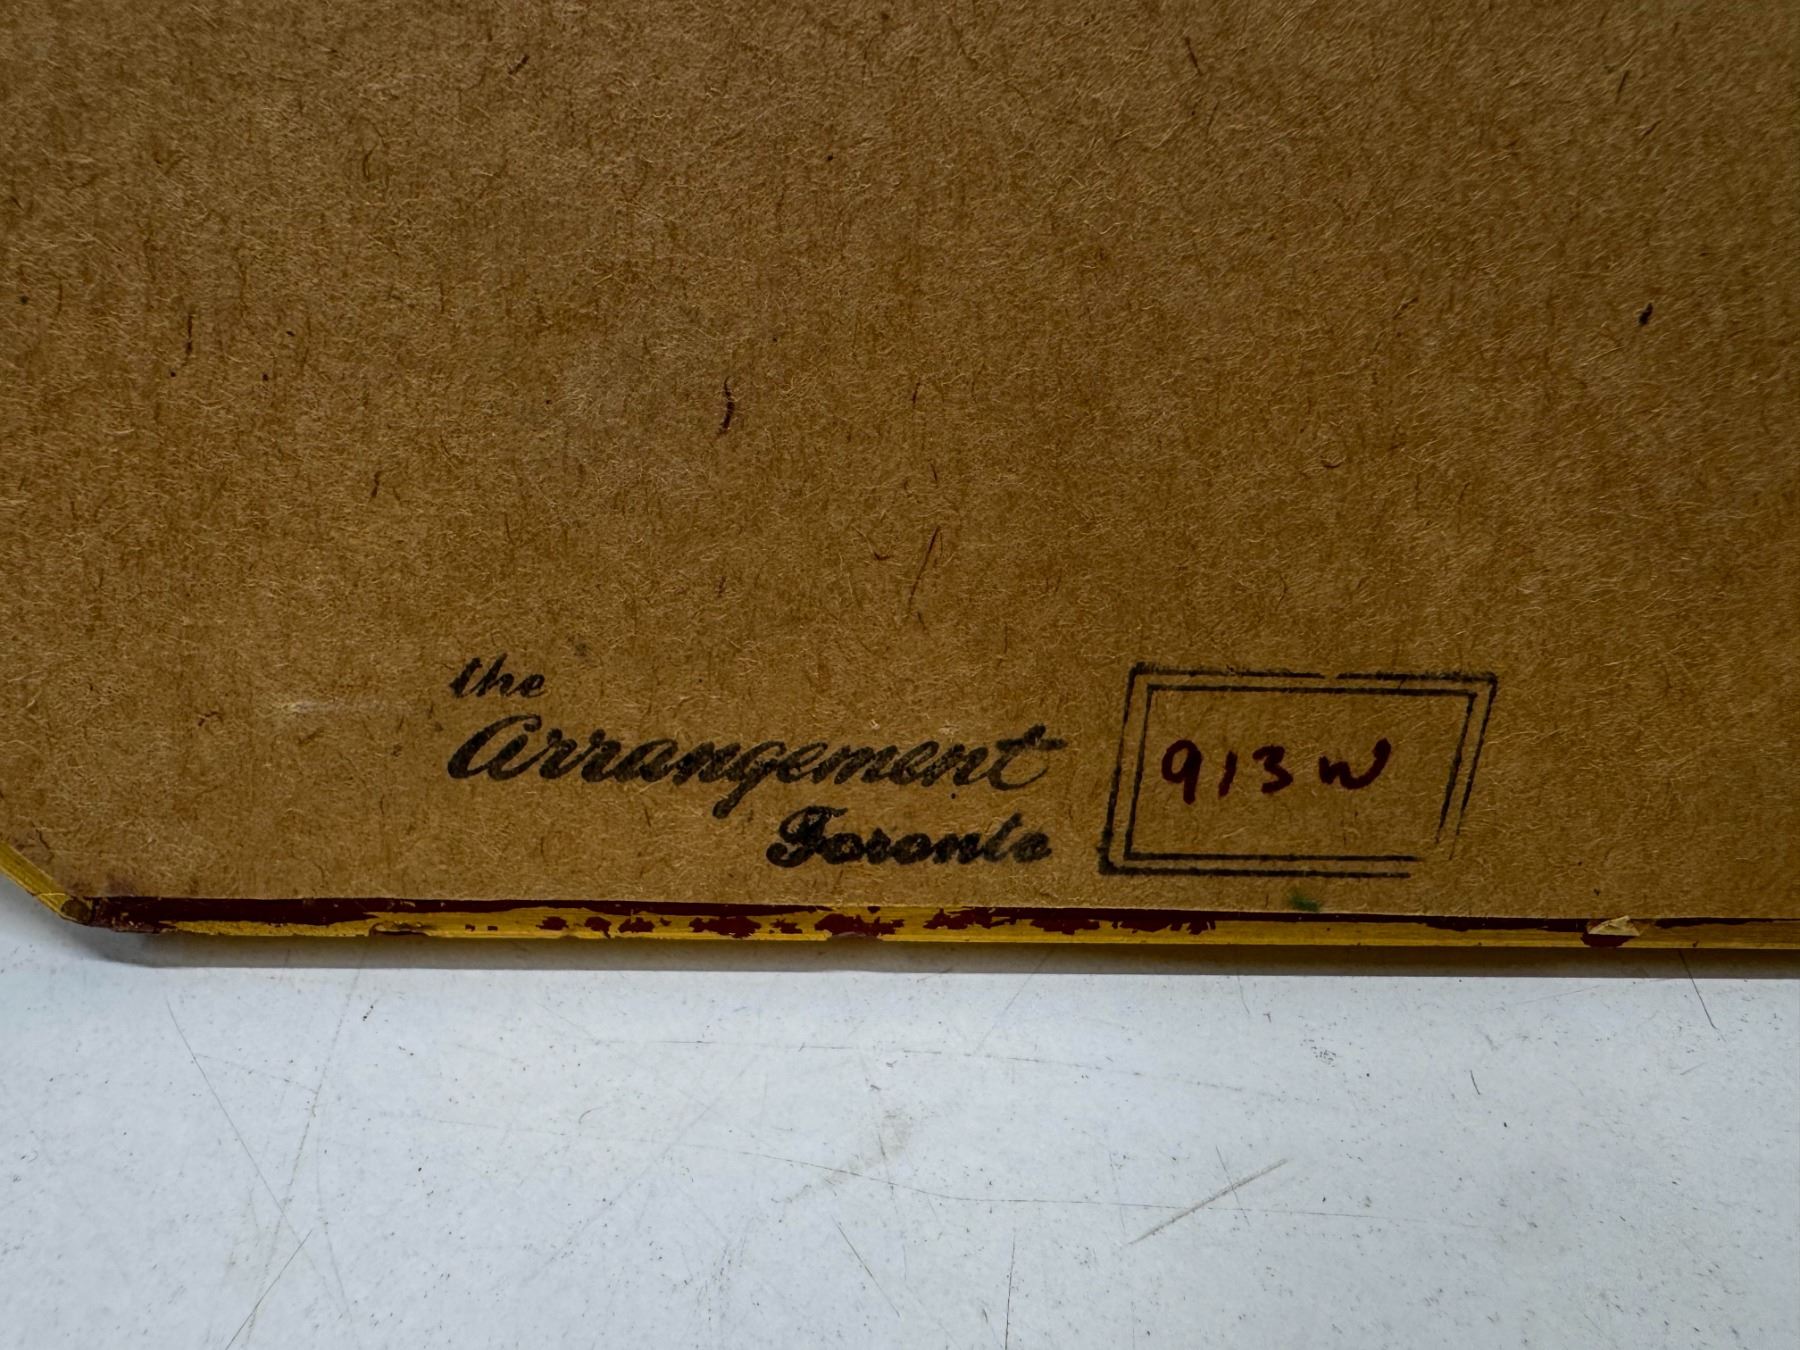 the
Arrangement
Toronto
913W